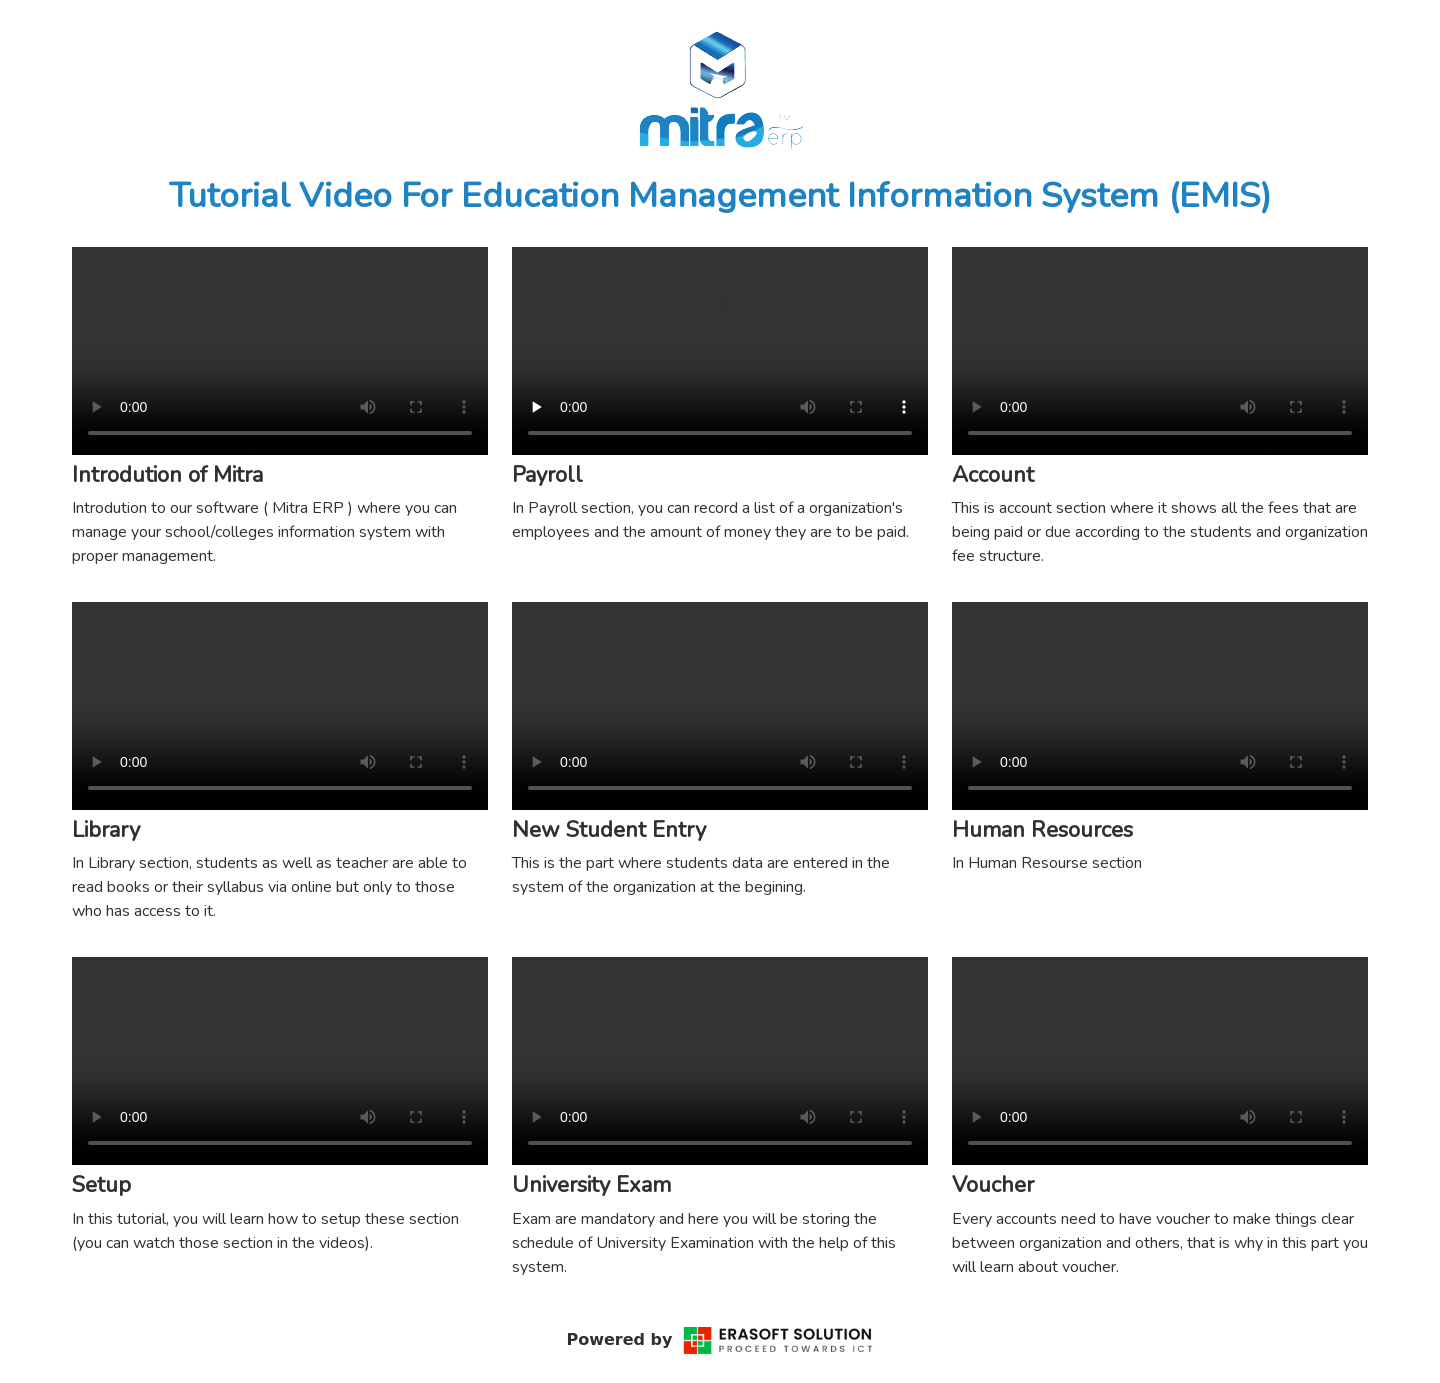 mitra
TM
erp
Tutorial Video For Education Management Information System (EMIS)
0:00
0:00
0:00
Introdution of Mitra
Introdution to our software ( Mitra ERP ) where you can
manage your school/colleges information system with
proper management.
Payroll
In Payroll section, you can record a list of a organization's
employees and the amount of money they are to be paid.
Account
This is account section where it shows all the fees that are
being paid or due according to the students and organization
fee structure.
0:00
0:00
0:00
Library
In Library section, students as well as teacher are able to
read books or their syllabus via online but only to those
who has access to it.
New Student Entry
This is the part where students data are entered in the
system of the organization at the begining.
Human Resources
In Human Resourse section
0:00
0:00
0:00
Setup
In this tutorial, you will learn how to setup these section
(you can watch those section in the videos).
University Exam
Exam are mandatory and here you will be storing the
schedule of University Examination with the help of this
system.
Voucher
Every accounts need to have voucher to make things clear
between organization and others, that is why in this part you
will learn about voucher.
Powered by
ERASOFT SOLUTION
PROCEED TOWARDS ICT